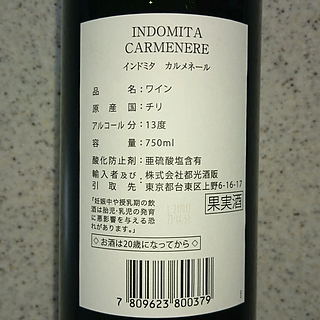 INDOMITA
CARMENERE
インドミタ カルメネール
品名:ワイン
原産国:チリ
アルコール分:13度
容量:750ml
酸化防止剤:亜硫酸塩含有
輸入者及び 株式会社都光酒販
引取先:東京都台東区上野6-16-17
「妊娠中や授乳期の飲
酒は胎児・乳児の発育
に悪影響を与える恐
れがあります。」
果実酒
◇お酒は20歳になってから◇
7 809623 800379